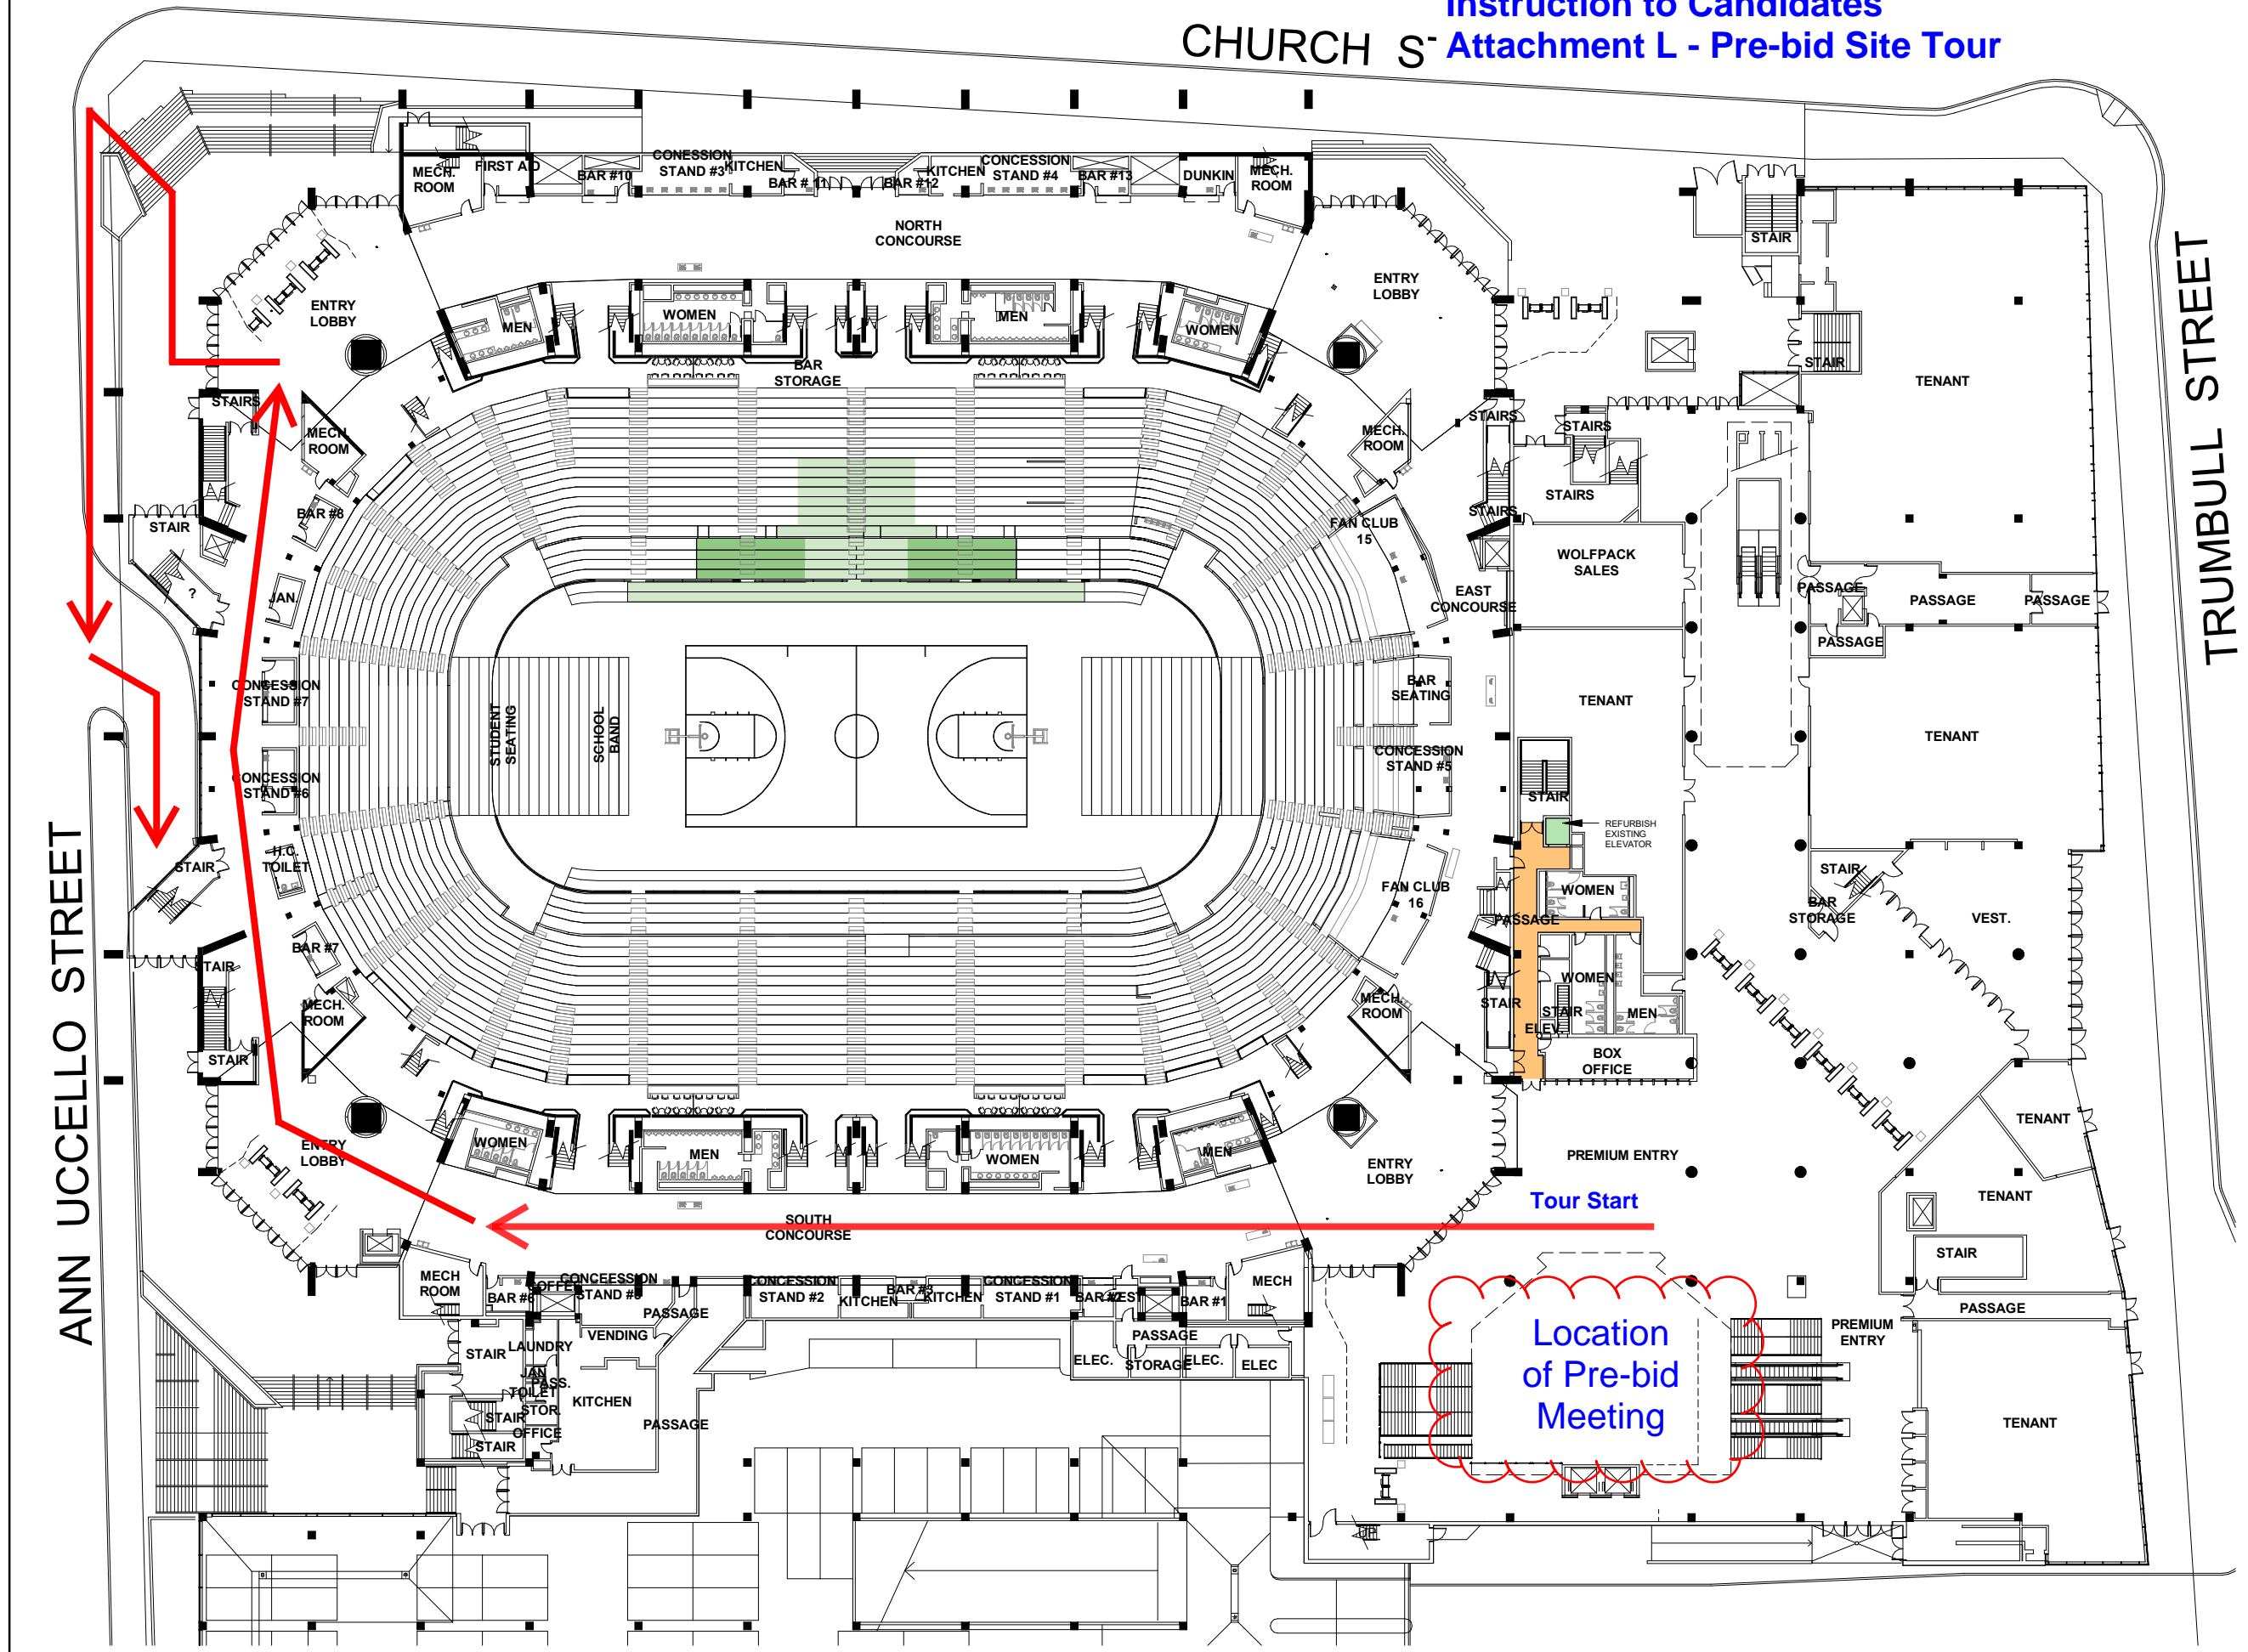 Instruction to Candidates
CHURCH S
Attachment L - Pre-bid Site Tour
MECH.
ROOM
FIRST AID
BAR #10
CONESSION
STAND #3
KITCHEN
BAR # 11
BAR #12
KITCHEN
CONCESSION
STAND #4
BAR #13
DUNKIN
MECH.
ROOM
NORTH
CONCOURSE
STAIR
ENTRY
LOBBY
ENTRY
LOBBY
MEN
WOMEN
MEN
WOMEN
BAR
STORAGE
STAIR
TENANT
TRUMBULL STREET
STAIRS
MECH.
ROOM
STAIRS
MECH.
ROOM
STAIRS
STAIRS
BAR #8
STAIR
STAIRS
FAN CLUB
15
WOLFPACK
SALES
?
JAN.
EAST
CONCOURSE
PASSAGE
PASSAGE
PASSAGE
PASSAGE
CONCESSION
STAND #7
STUDENT
SEATING
SCHOOL
BAND
BAR
SEATING
TENANT
TENANT
CONCESSION
STAND #6
CONCESSION
STAND #5
STAIR
REFURBISH
EXISTING
ELEVATOR
STAIR
H.C.
TOILET
FAN CLUB
16
WOMEN
PASSAGE
STAIR
BAR
STORAGE
VEST.
ANN UCCELLO STREET
BAR #7
STAIR
MECH.
ROOM
MECH.
ROOM
STAIR
WOMEN
STAIR
ELEV.
MEN
STAIR
BOX
OFFICE
TENANT
ENTRY
LOBBY
WOMEN
MEN
WOMEN
MEN
ENTRY
LOBBY
PREMIUM ENTRY
TENANT
Tour Start
SOUTH
CONCOURSE
STAIR
MECH
ROOM
BAR #6
COFFEE
CONCEESSION
STAND #8
PASSAGE
CONCESSION
STAND #2
KITCHEN
BAR #3
KITCHEN
CONCESSION
STAND #1
BAR #2
VEST
BAR #1
MECH
PASSAGE
PREMIUM
ENTRY
VENDING
PASSAGE
STAIR
LAUNDRY
ELEC.
STORAGE
ELEC.
ELEC
Location
of Pre-bid
Meeting
JAN
PASS.
TOILET
STOR.
KITCHEN
STAIR
OFFICE
PASSAGE
STAIR
TENANT
UP